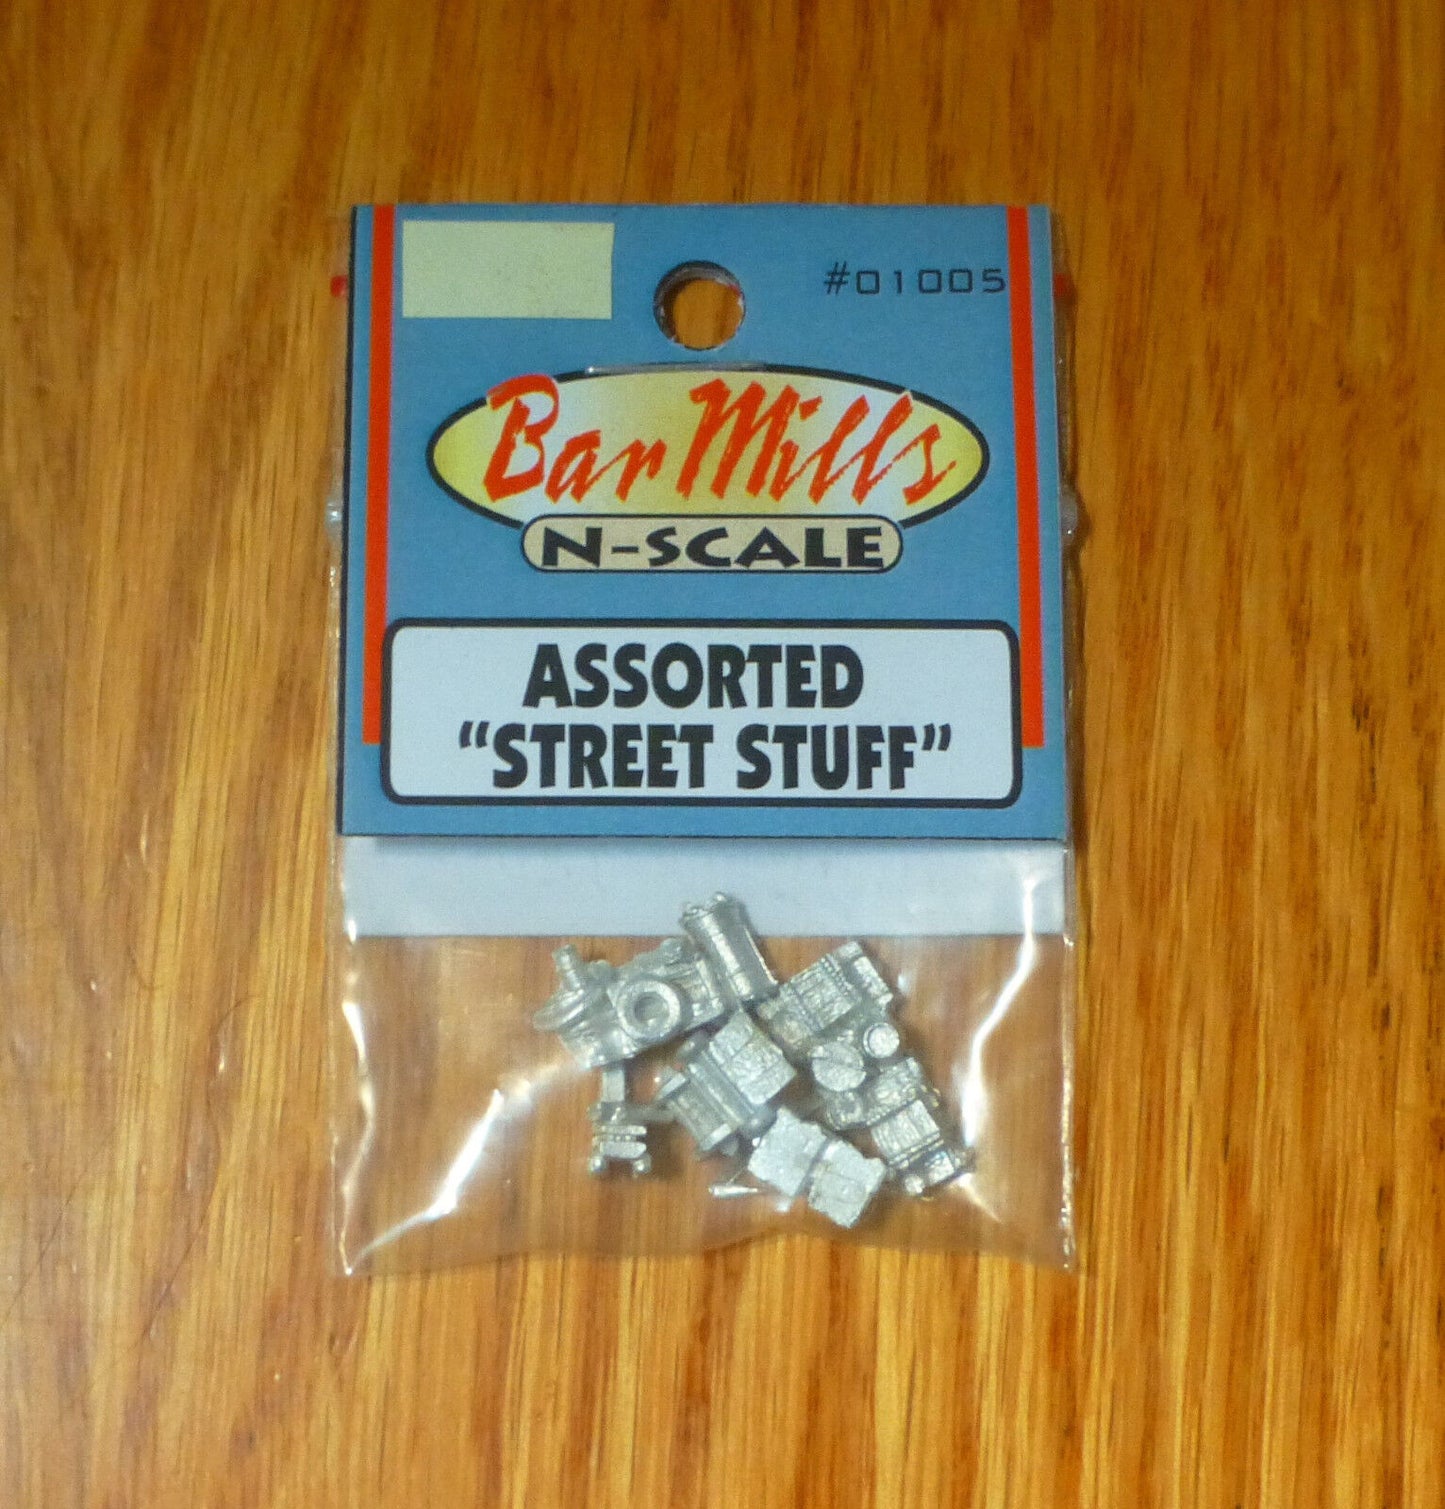 #01005
Bar Mills
N-SCALE
ASSORTED
“STREET STUFF”